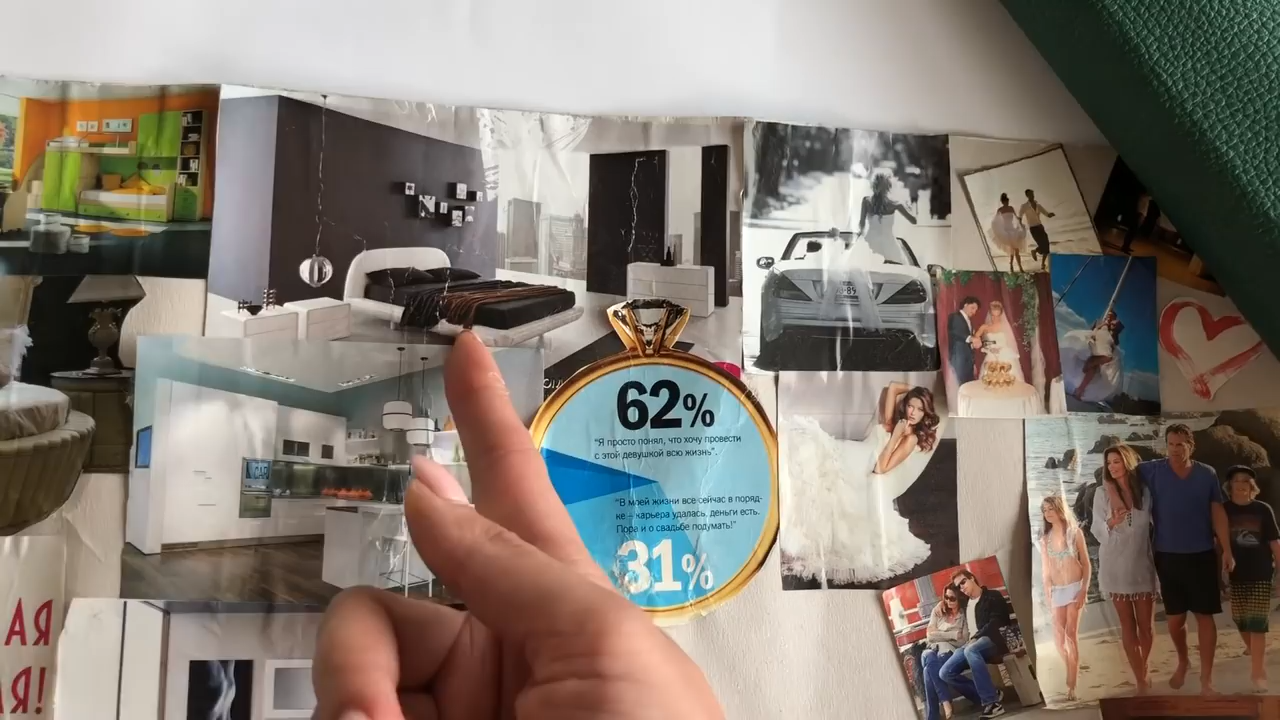 62%
"Я просто понял, что хочу провести
с этой девушкой всю жизнь".
"В моей жизни все сейчас в поряд-
ке – карьера удалась, деньги есть.
Пора и о свадьбе подумать!"
31%
АЯ
Я!